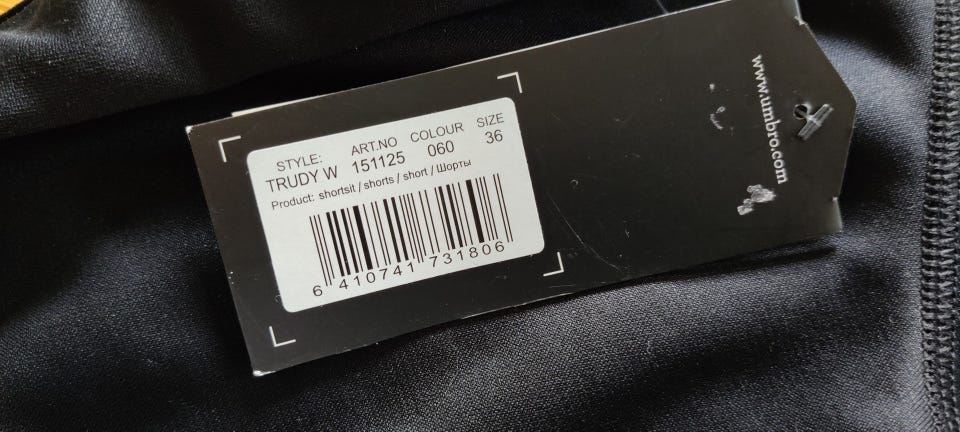 STYLE: ART.NO COLOUR SIZE
TRUDY W 151125 060 36
Product: shortsit / shorts / short / Шорты
6 410741 731806
www.umbro.com